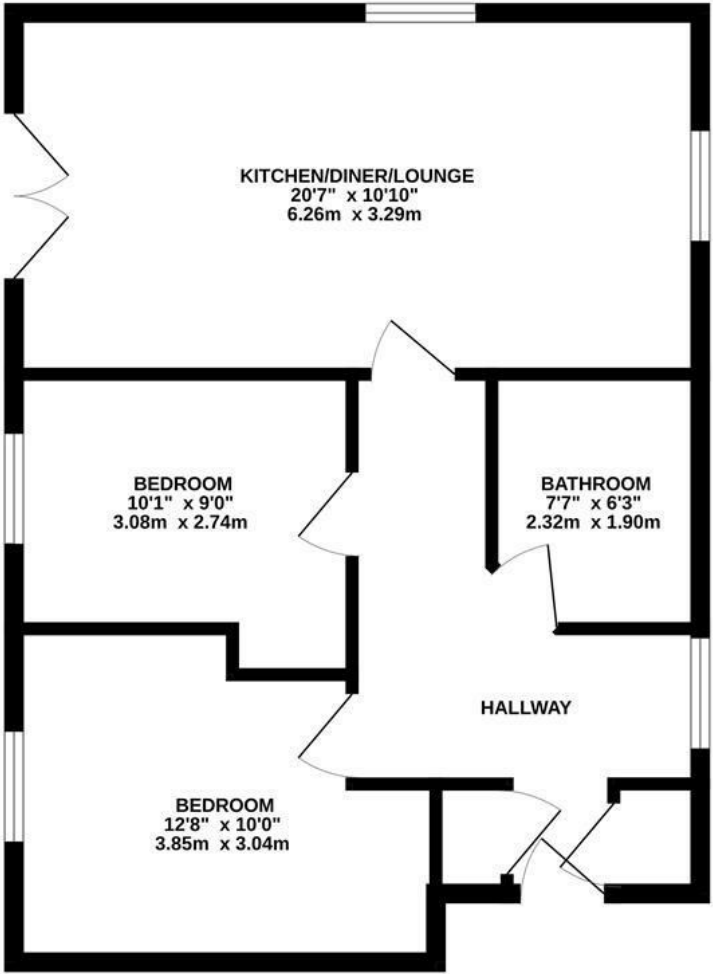 KITCHEN/DINER/LOUNGE
20'7" x 10'10"
6.26m x 3.29m
BEDROOM
10'1" x 9'0"
3.08m x 2.74m
BATHROOM
7'7" x 6'3"
2.32m x 1.90m
HALLWAY
BEDROOM
12'8" x 10'0"
3.85m x 3.04m